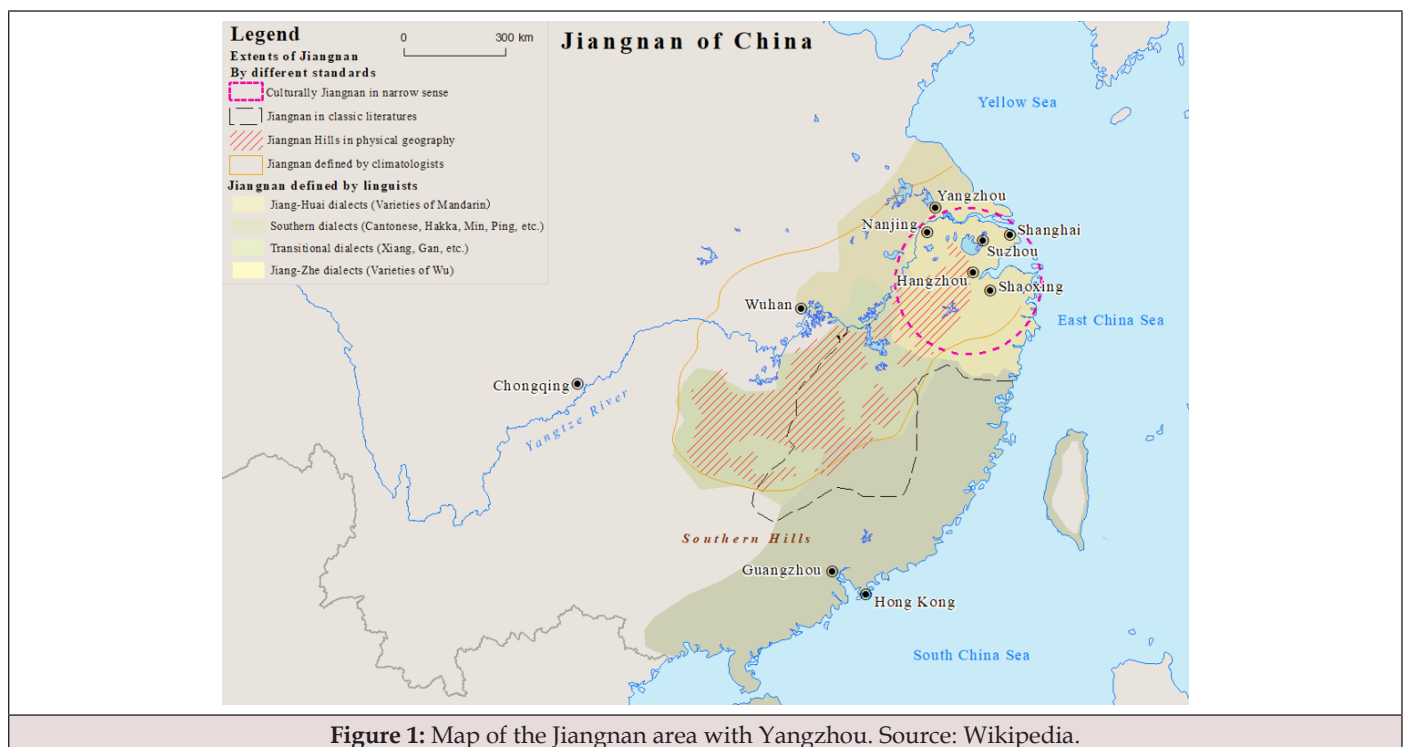 Legend
0 300 km
Jiangnan of China
Extents of Jiangnan
By different standards
Culturally Jiangnan in narrow sense
Jiangnan in classic literatures
Jiangnan Hills in physical geography
Jiangnan defined by climatologists
Jiangnan defined by linguists
Jiang-Huai dialects (Varieties of Mandarin)
Southern dialects (Cantonese, Hakka, Min, Ping, etc.)
Transitional dialects (Xiang, Gan, etc.)
Jiang-Zhe dialects (Varieties of Wu)
Yellow Sea
Yangzhou
Nanjing
Shanghai
Suzhou
Hangzhou
Shaoxing
Wuhan
East China Sea
Chongqing
Yangtze River
Southern Hills
Guangzhou
Hong Kong
South China Sea
Figure 1: Map of the Jiangnan area with Yangzhou. Source: Wikipedia.